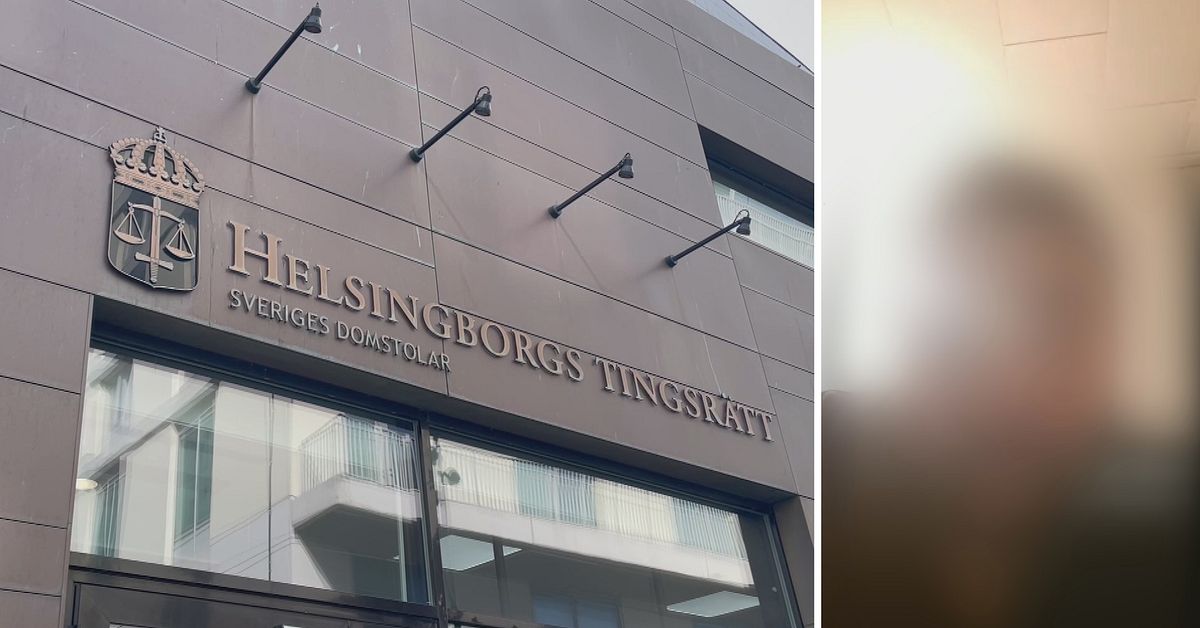 HELSINGBORGS TINGSRÄTT
SVERIGES DOMSTOLAR